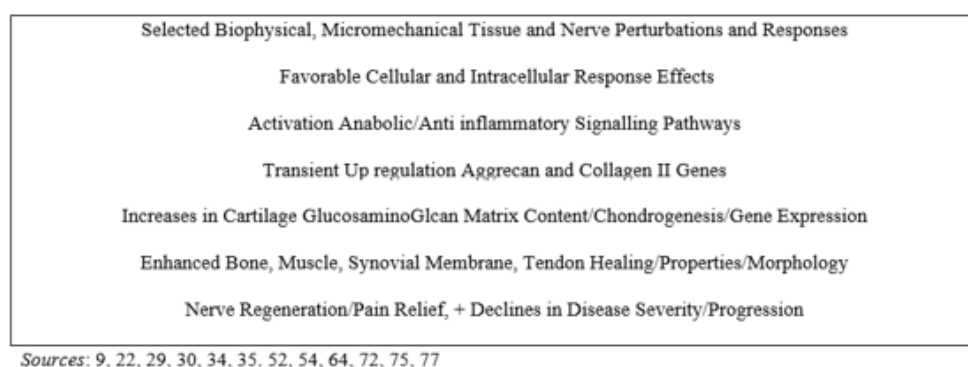 Selected Biophysical, Micromechanical Tissue and Nerve Perturbations and Responses
Favorable Cellular and Intracellular Response Effects
Activation Anabolic/Anti inflammatory Signalling Pathways
Transient Up regulation Aggrecan and Collagen II Genes
Increases in Cartilage GlucosaminoGlcan Matrix Content/Chondrogenesis/Gene Expression
Enhanced Bone, Muscle, Synovial Membrane, Tendon Healing/Properties/Morphology
Nerve Regeneration/Pain Relief, + Declines in Disease Severity/Progression
Sources: 9, 22, 29, 30, 34, 35. 52, 54, 64, 72, 75, 77